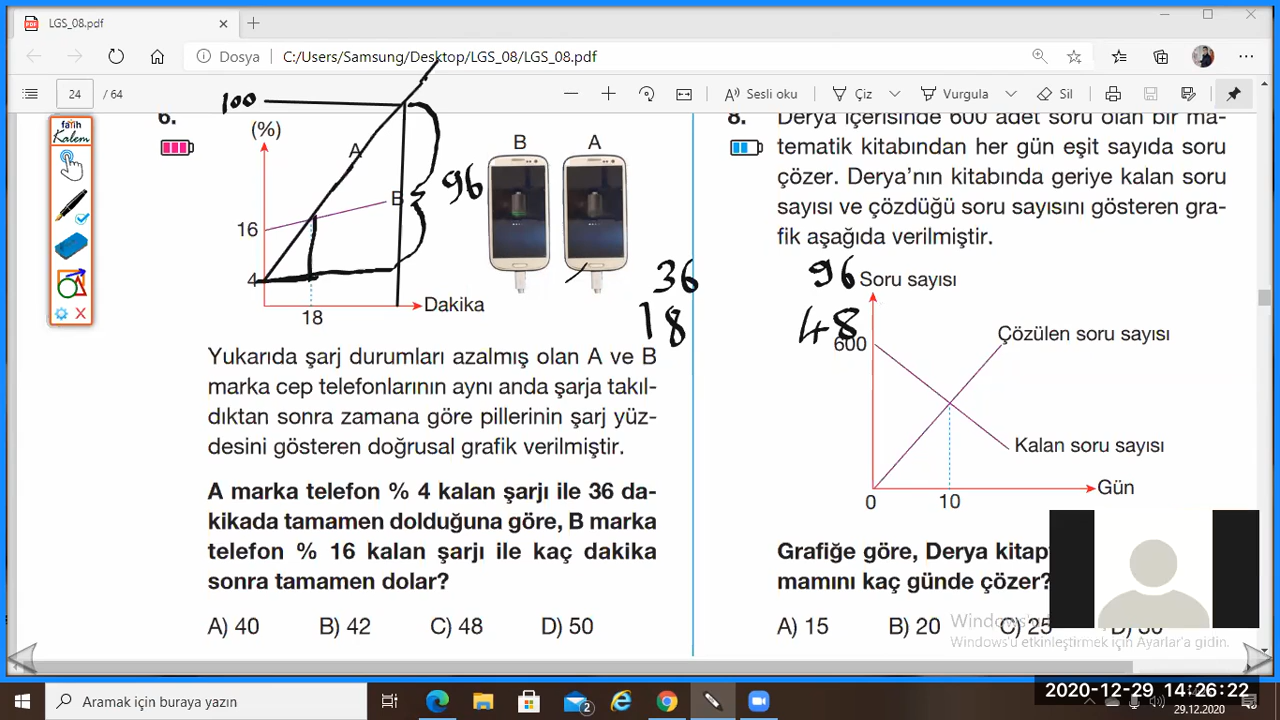 LGS_08.pdf
Dosya
C:/Users/Samsung/Desktop/LGS_08/LGS_08.pdf
24 / 64
Sesli oku
Çiz
Vurgula
Sil
fatih
Kalem
6.
100
(%)
A
B
16
4
18
Dakika
96
B
A
36
18
Yukarıda şarj durumları azalmış olan A ve B
marka cep telefonlarının aynı anda şarja takıl-
dıktan sonra zamana göre pillerinin şarj yüz-
desini gösteren doğrusal grafik verilmiştir.
A marka telefon % 4 kalan şarjı ile 36 da-
kikada tamamen dolduğuna göre, B marka
telefon % 16 kalan şarjı ile kaç dakika
sonra tamamen dolar?
A) 40 B) 42 C) 48 D) 50
8.
Derya içerisinde 600 adet soru olan bir ma-
tematik kitabından her gün eşit sayıda soru
çözer. Derya'nın kitabında geriye kalan soru
sayısı ve çözdüğü soru sayısını gösteren gra-
fik aşağıda verilmiştir.
96
48
Soru sayısı
600
Çözülen soru sayısı
Kalan soru sayısı
0
10
Gün
Grafiğe göre, Derya
mamını kaç günde çözer?
A) 15 B) 20 C) 25 D) 30
Windows'u etkinleştirmek için Ayarlar'a gidin.
Aramak için buraya yazın
2
2020-12-29 14:26:22
29.12.2020